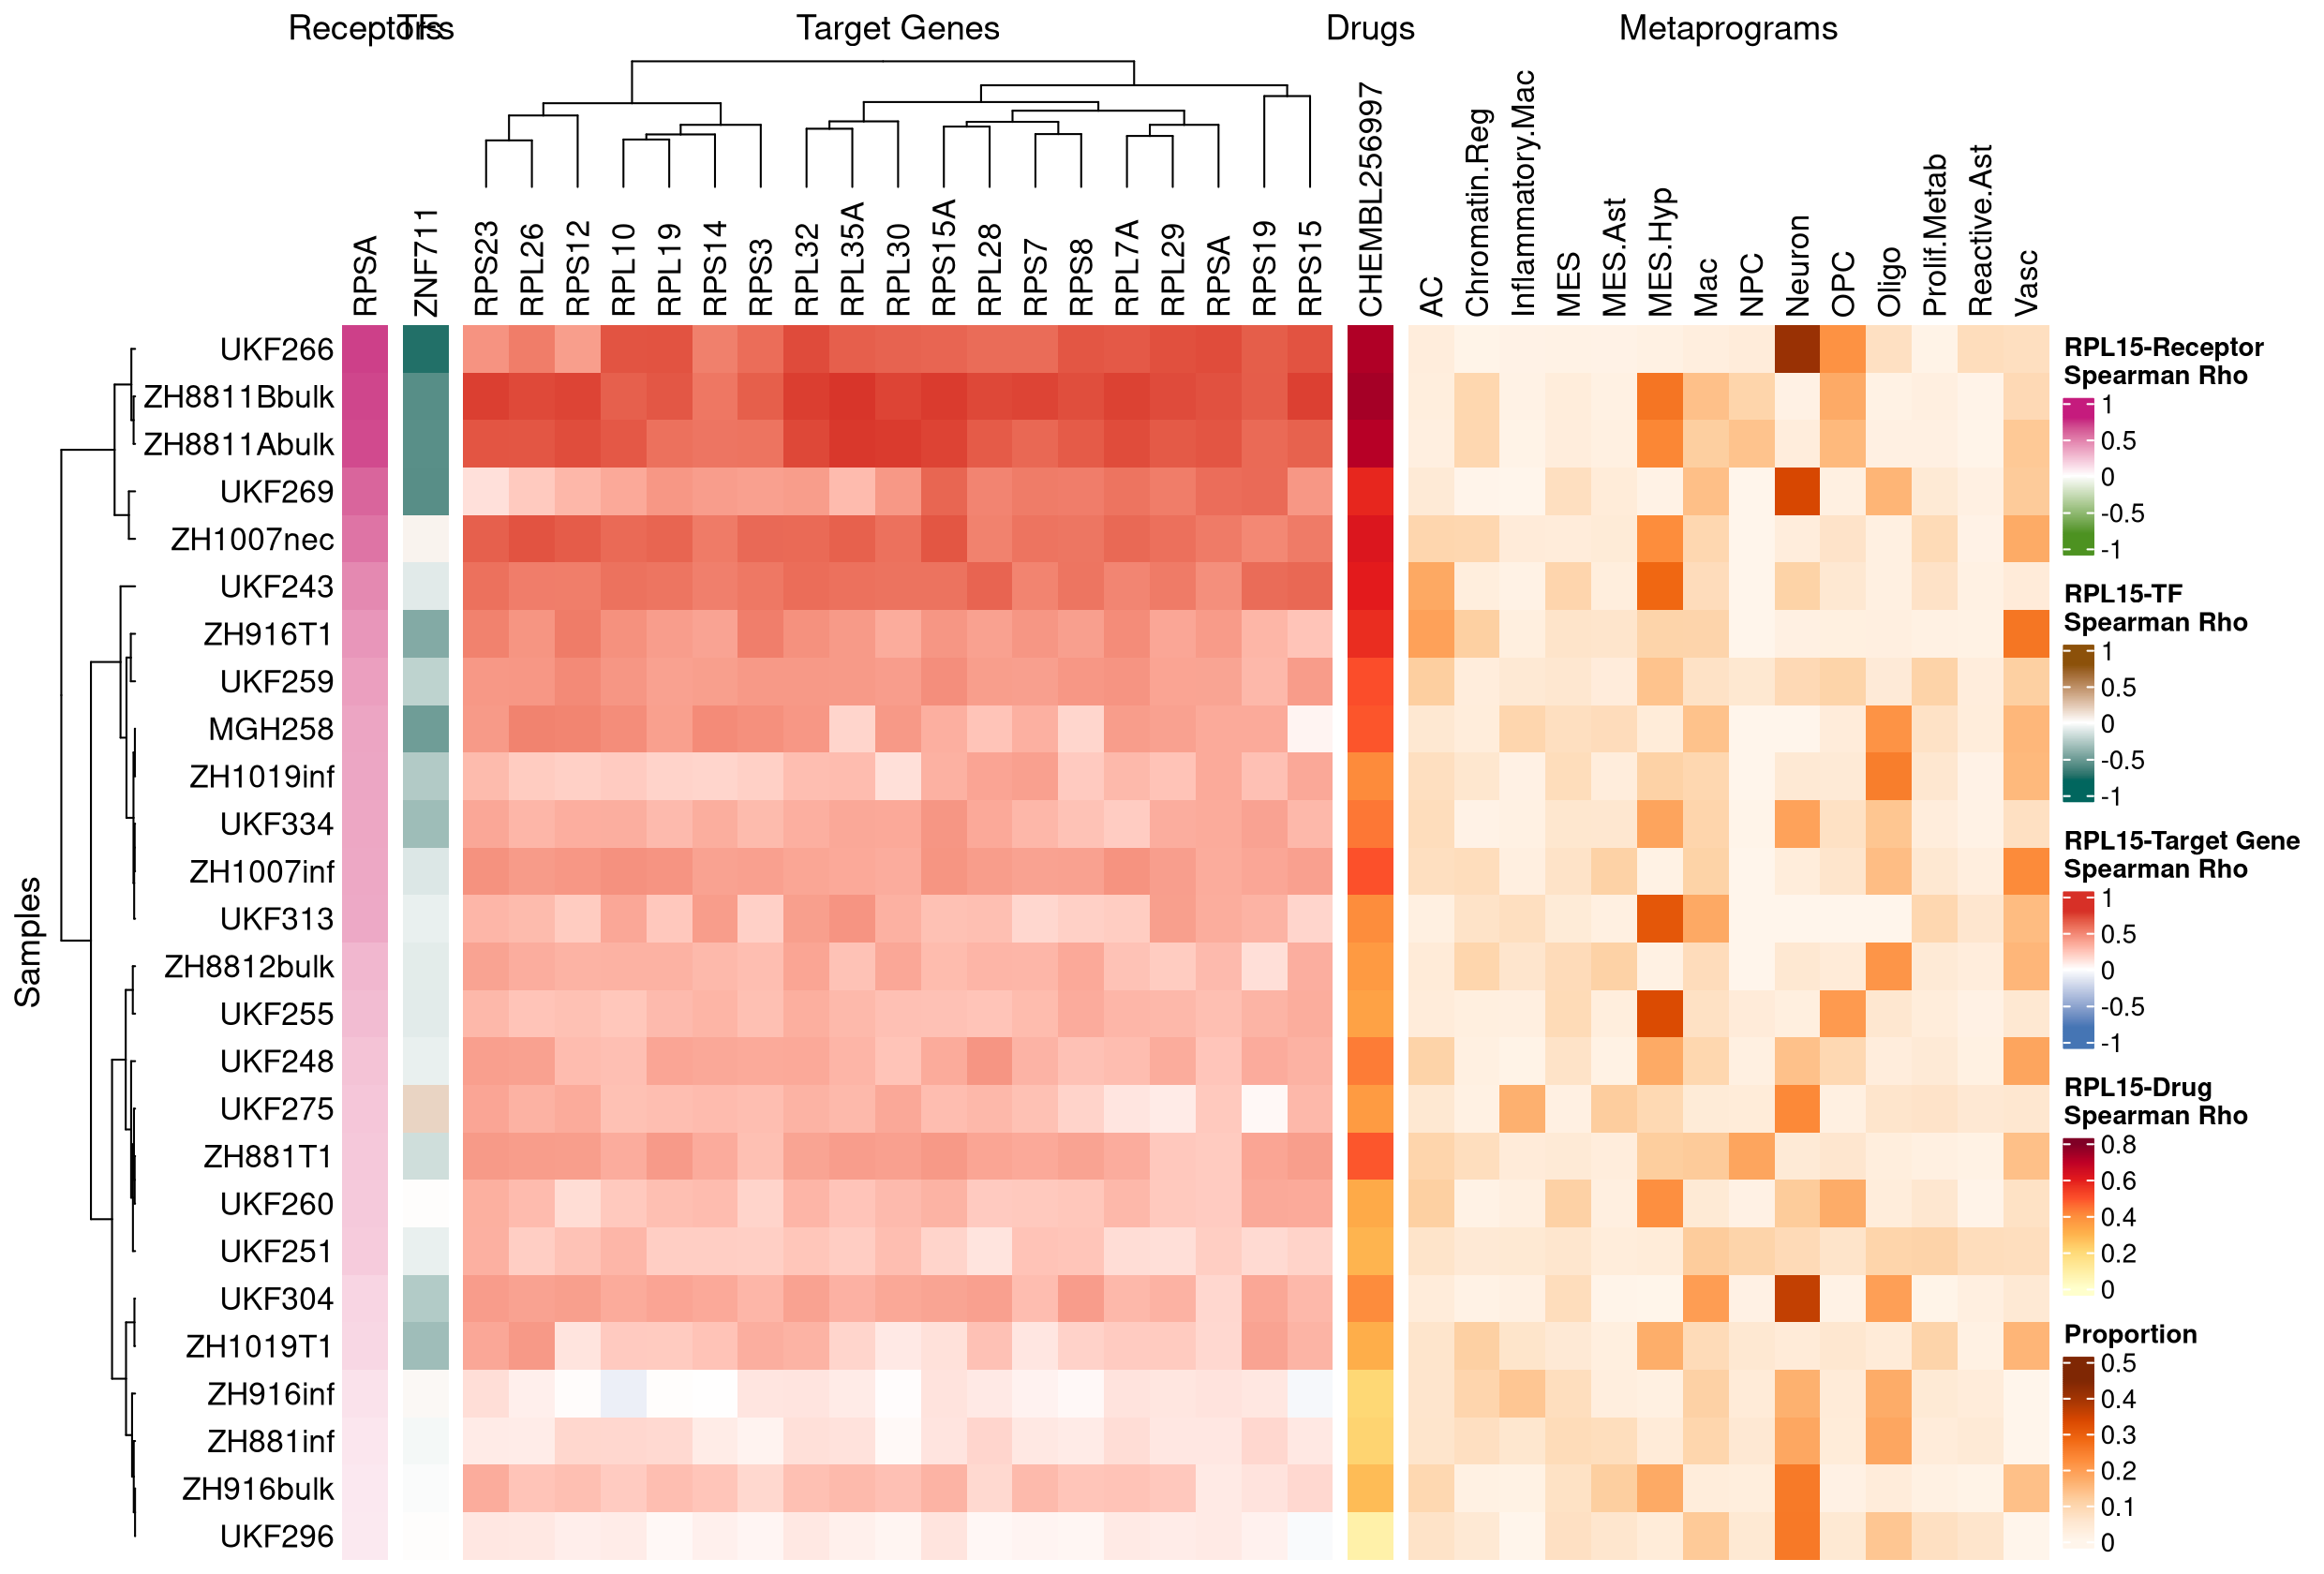 Receptors TFs Target Genes Drugs Metaprograms
RPSA ZNF711 RPS23 RPL26 RPS12 RPL10 RPL19 RPS14 RPS3 RPL32 RPL35A RPL30 RPS15A RPL28 RPS7 RPS8 RPL7A RPL29 RPSA RPS19 RPS15 CHEMBL256997 AC Chromatin.Reg Inflammatory.Mac MES MES.Ast MES.Hyp Mac NPC Neuron OPC Oligo Prolif.Metab Reactive.Ast Vasc
Samples
UKF266
ZH8811Bbulk
ZH8811Abulk
UKF269
ZH1007nec
UKF243
ZH916T1
UKF259
MGH258
ZH1019inf
UKF334
ZH1007inf
UKF313
ZH8812bulk
UKF255
UKF248
UKF275
ZH881T1
UKF260
UKF251
UKF304
ZH1019T1
ZH916inf
ZH881inf
ZH916bulk
UKF296
RPL15-Receptor
Spearman Rho
1
0.5
0
-0.5
-1
RPL15-TF
Spearman Rho
1
0.5
0
-0.5
-1
RPL15-Target Gene
Spearman Rho
1
0.5
0
-0.5
-1
RPL15-Drug
Spearman Rho
0.8
0.6
0.4
0.2
0
Proportion
0.5
0.4
0.3
0.2
0.1
0